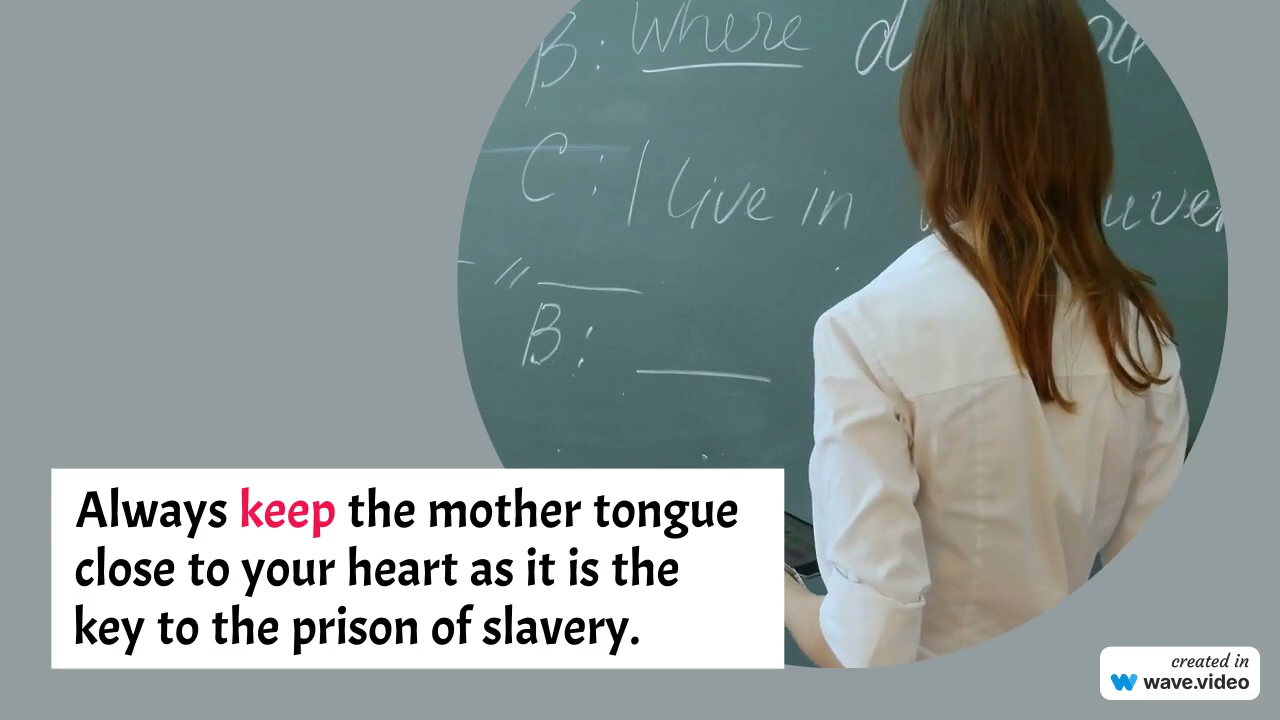 B: Where
C: I live in
B:
Always keep the mother tongue
close to your heart as it is the
key to the prison of slavery.
created in
wave.video